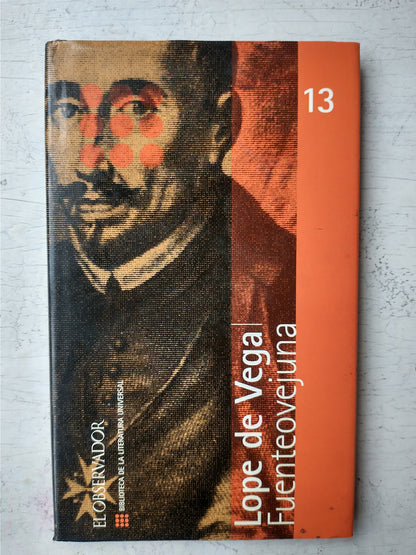 13
Lope de Vega
Fuenteovejuna
EL OBSERVADOR
BIBLIOTECA DE LA LITERATURA UNIVERSAL